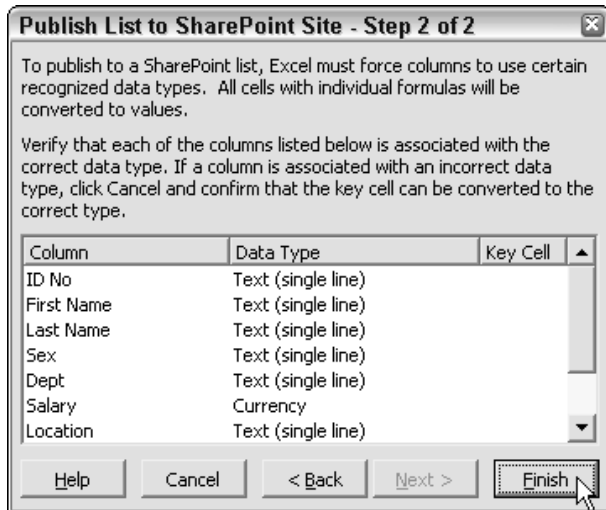 Publish List to SharePoint Site - Step 2 of 2
To publish to a SharePoint list, Excel must force columns to use certain
recognized data types. All cells with individual formulas will be
converted to values.
Verify that each of the columns listed below is associated with the
correct data type. If a column is associated with an incorrect data
type, click Cancel and confirm that the key cell can be converted to the
correct type.
Column Data Type Key Cell
ID No Text (single line)
First Name Text (single line)
Last Name Text (single line)
Sex Text (single line)
Dept Text (single line)
Salary Currency
Location Text (single line)
Help Cancel < Back Next > Finish